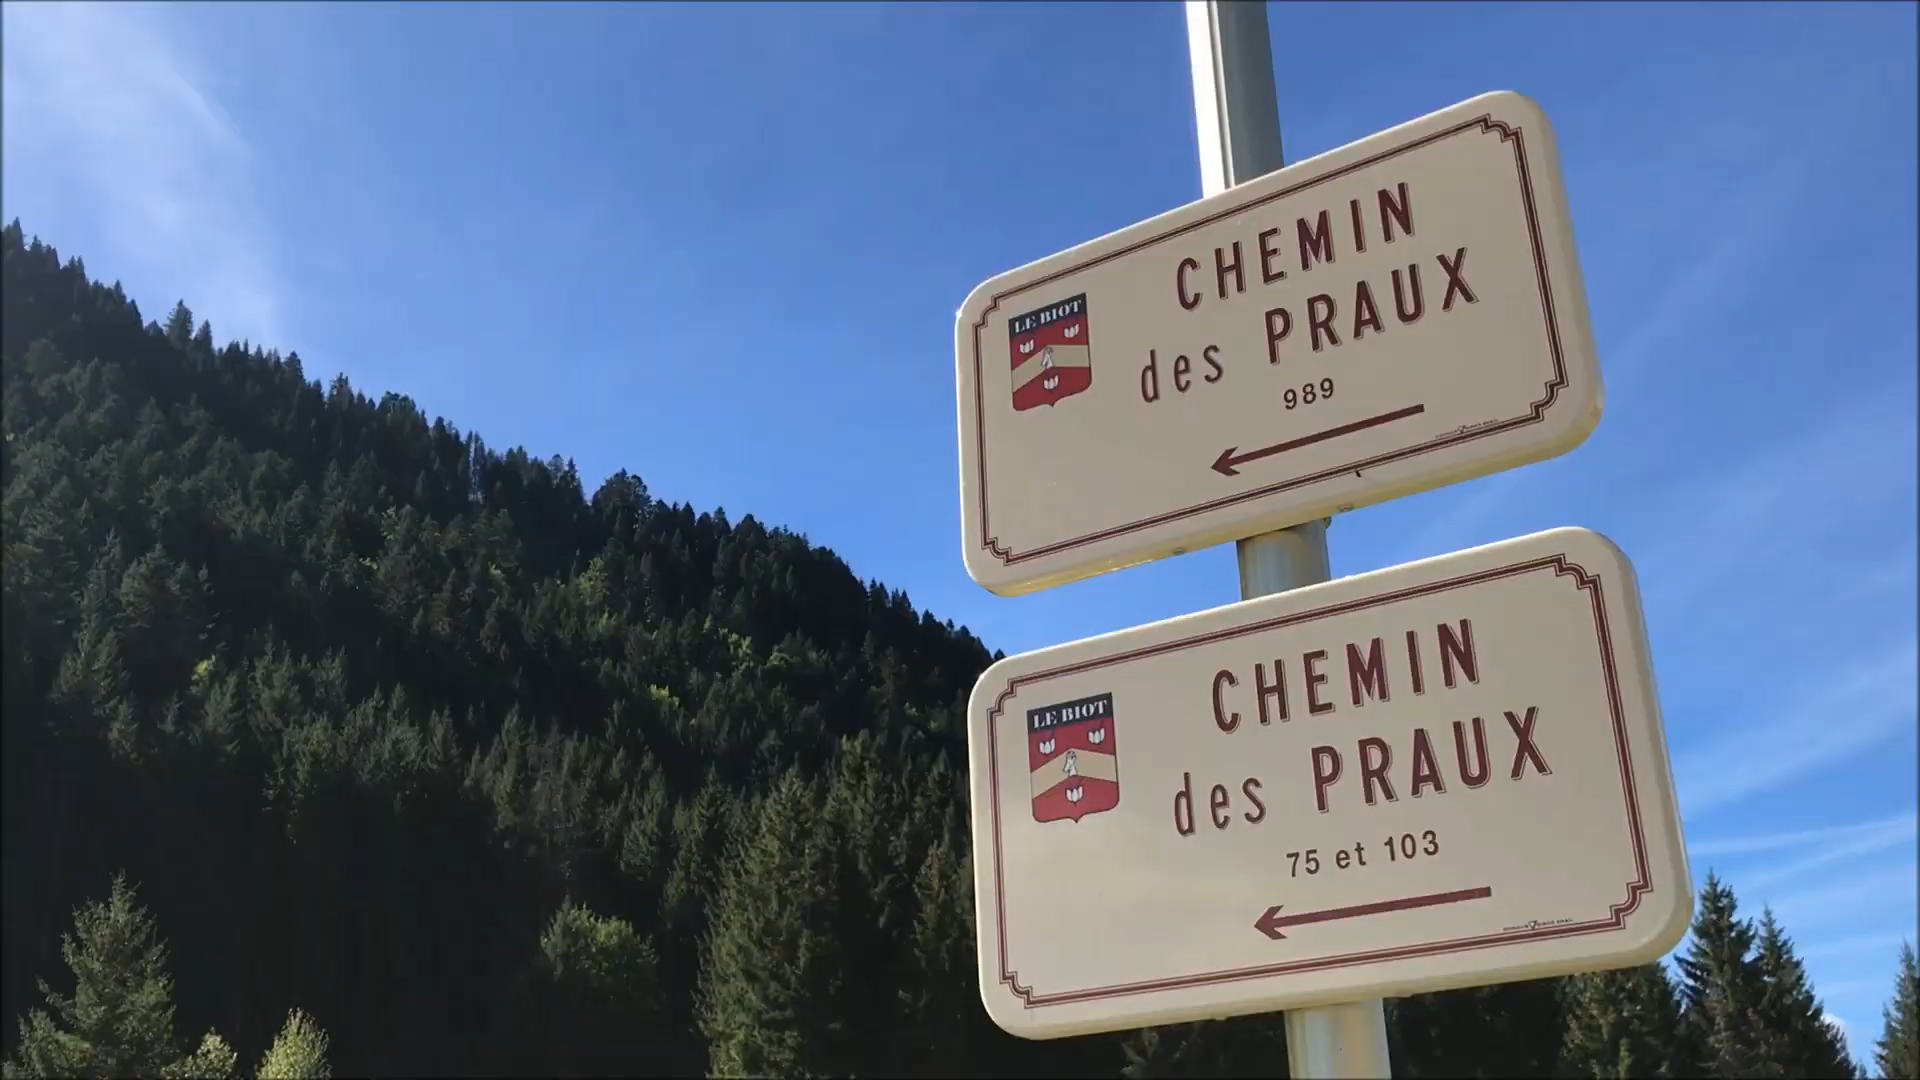 CHEMIN
des PRAUX
LE BIOT
989
CHEMIN
des PRAUX
LE BIOT
75 et 103